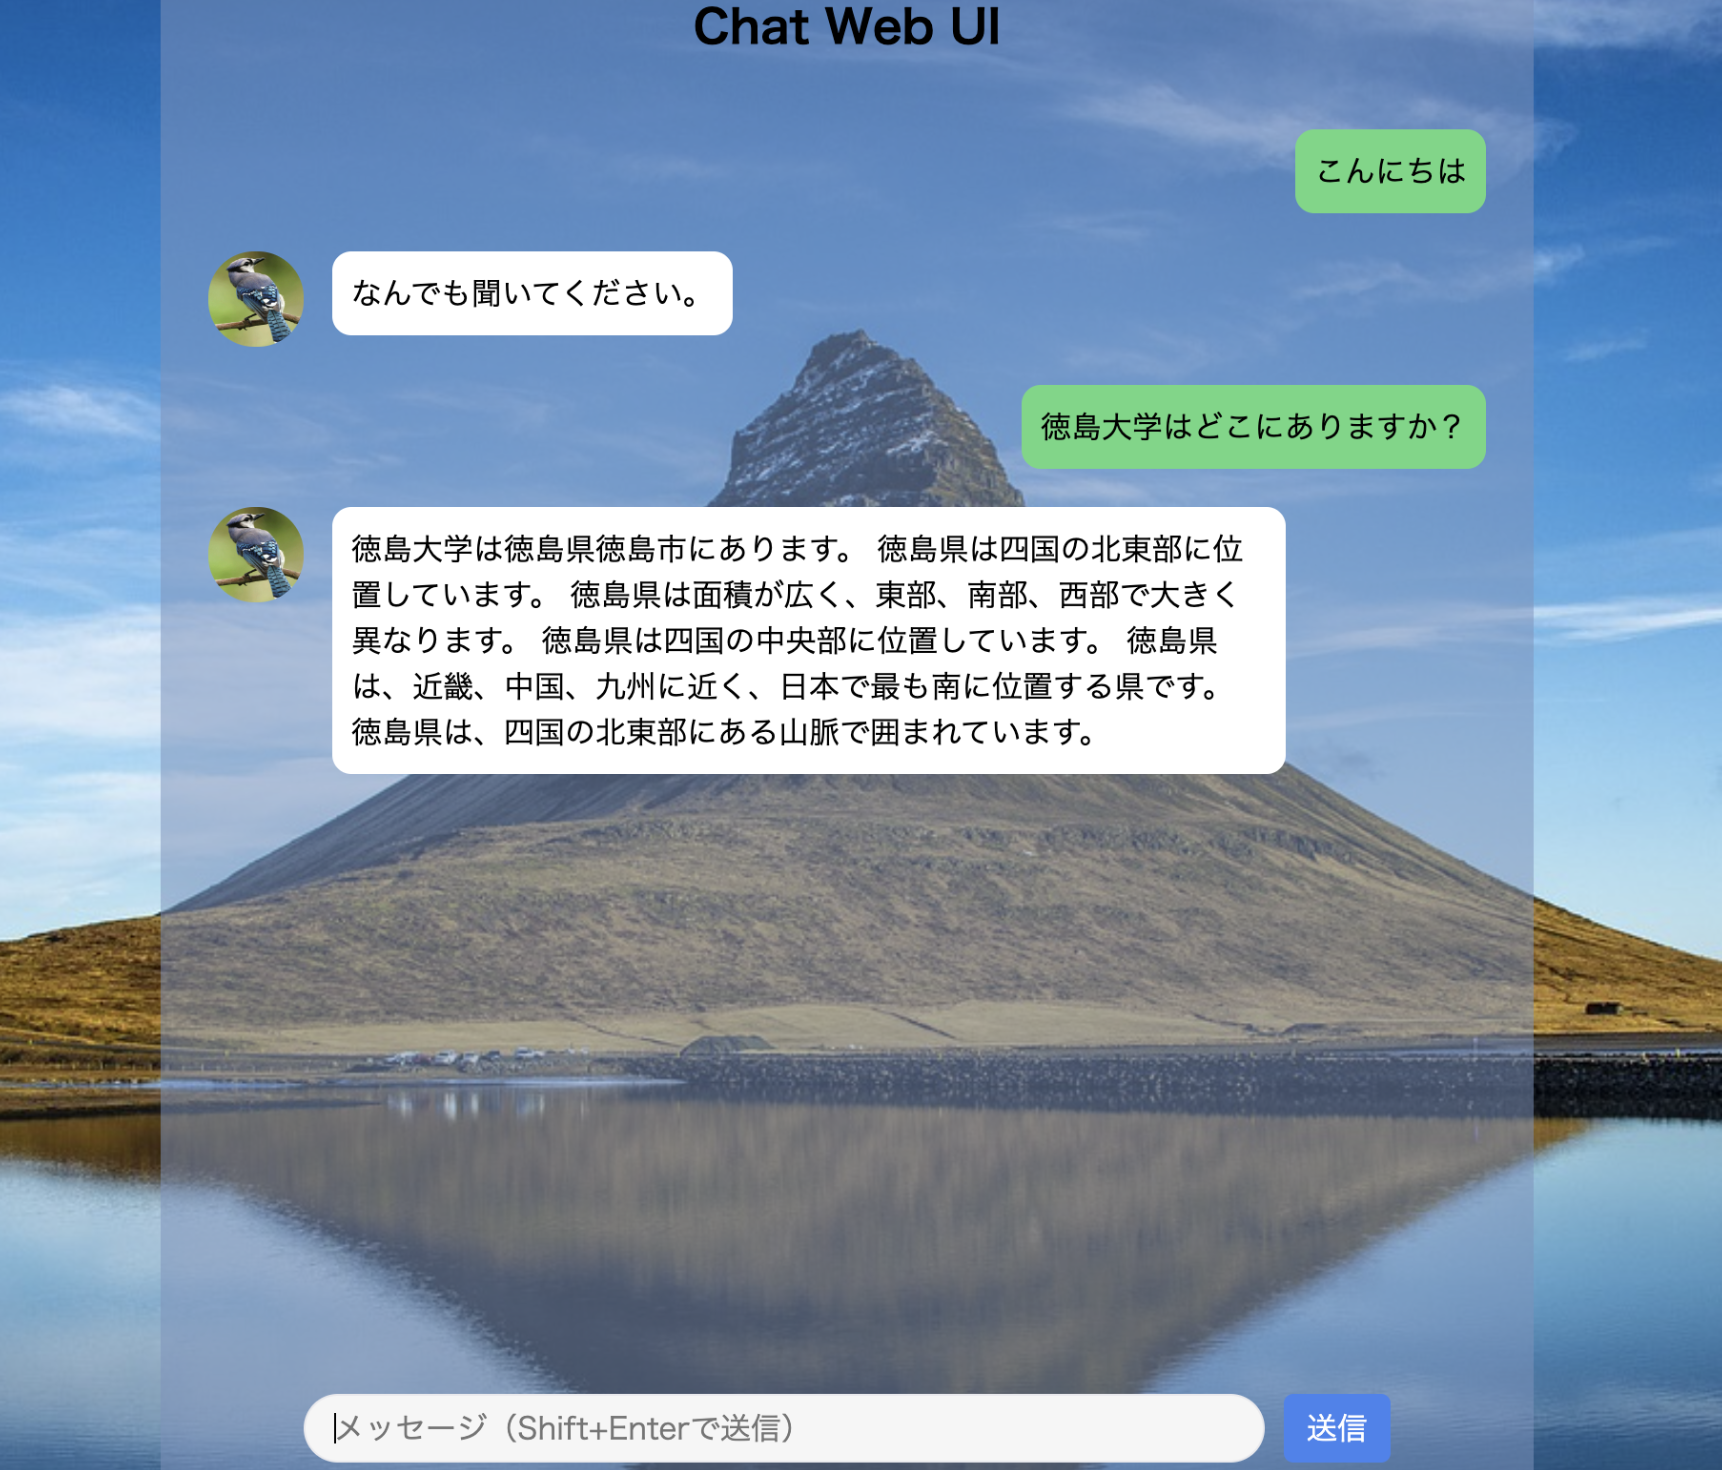 Chat Web UI
こんにちは
なんでも聞いてください。
徳島大学はどこにありますか？
徳島大学は徳島県徳島市にあります。 徳島県は四国の北東部に位
置しています。 徳島県は面積が広く、東部、南部、西部で大きく
異なります。 徳島県は四国の中央部に位置しています。 徳島県
は、近畿、中国、九州に近く、日本で最も南に位置する県です。
徳島県は、四国の北東部にある山脈で囲まれています。
メッセージ（Shift+Enterで送信）
送信